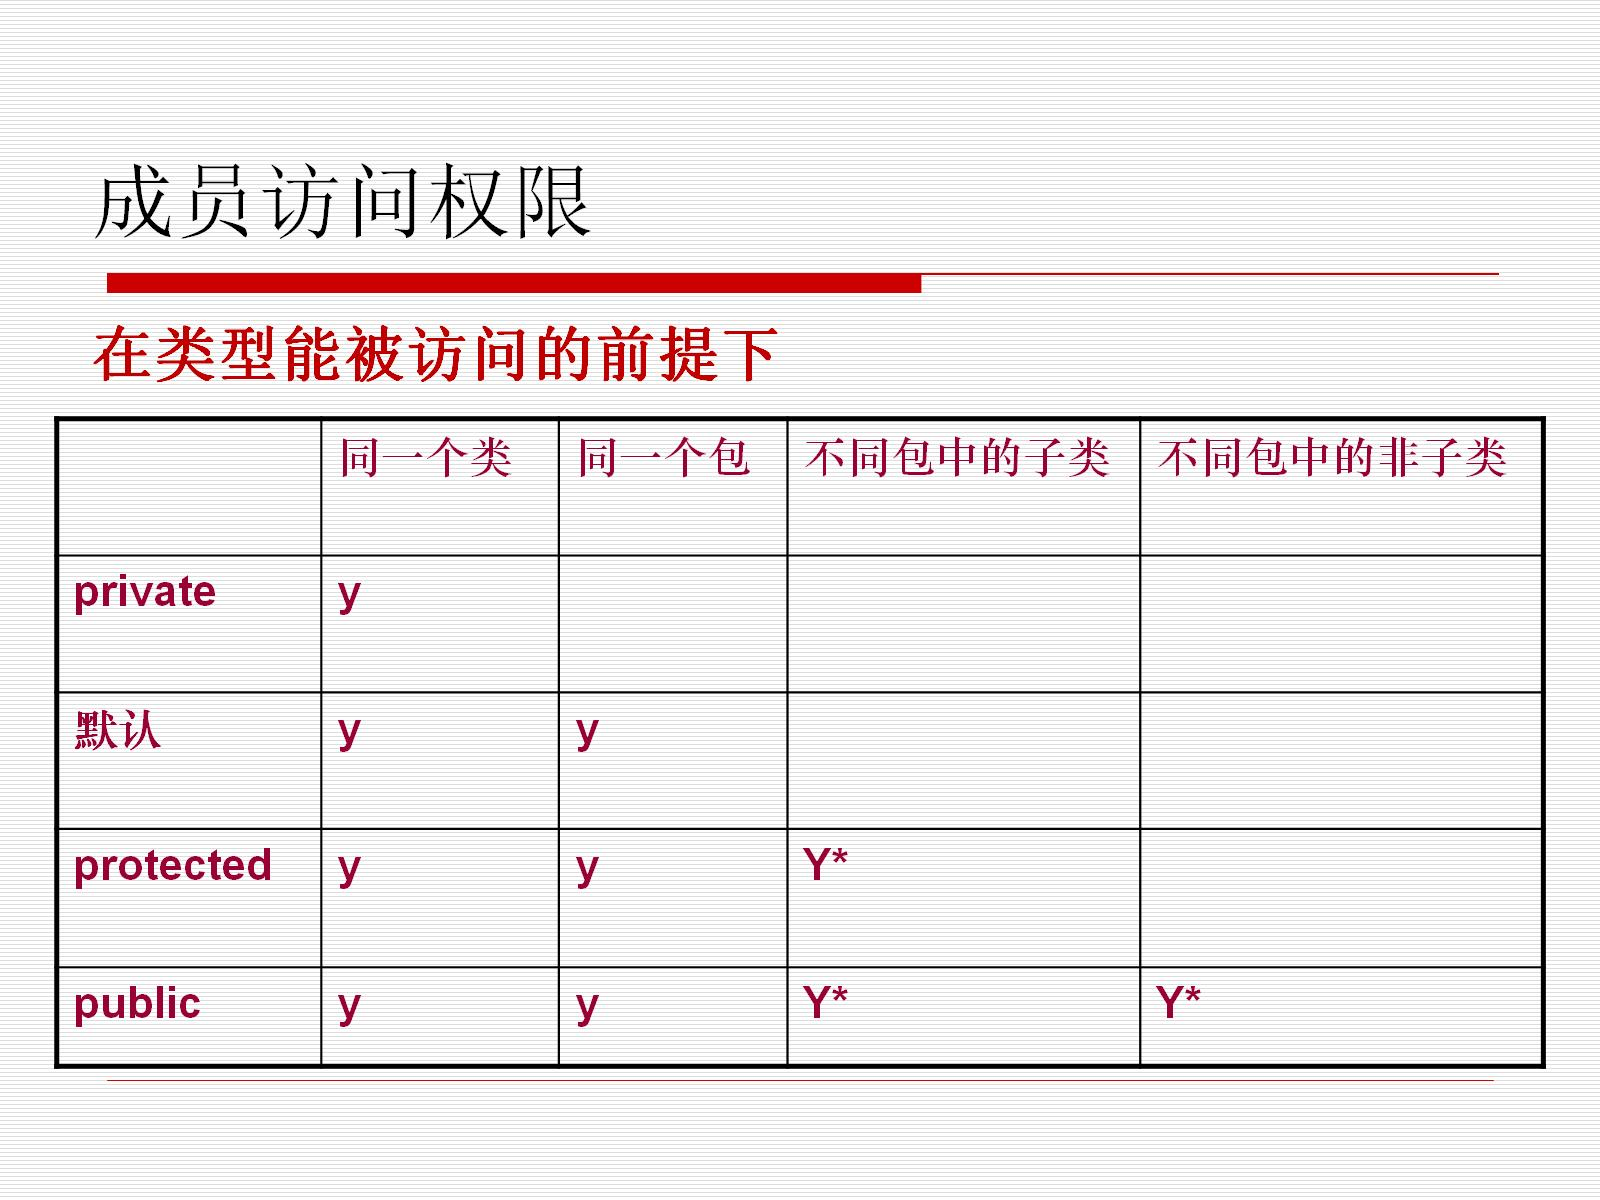 成员访问权限
在类型能被访问的前提下
同一个类 同一个包 不同包中的子类 不同包中的非子类
private y
默认 y y
protected y y Y*
public y y Y* Y*